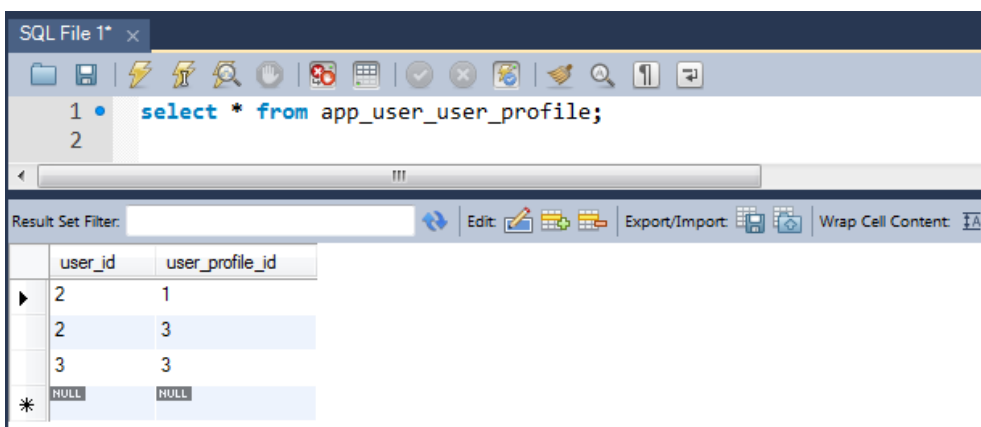 SQL File 1* ×
1 select * from app_user_user_profile;
2
Result Set Filter: Edit: Export/Import: Wrap Cell Content: IA
user_id user_profile_id
2 1
2 3
3 3
NULL NULL